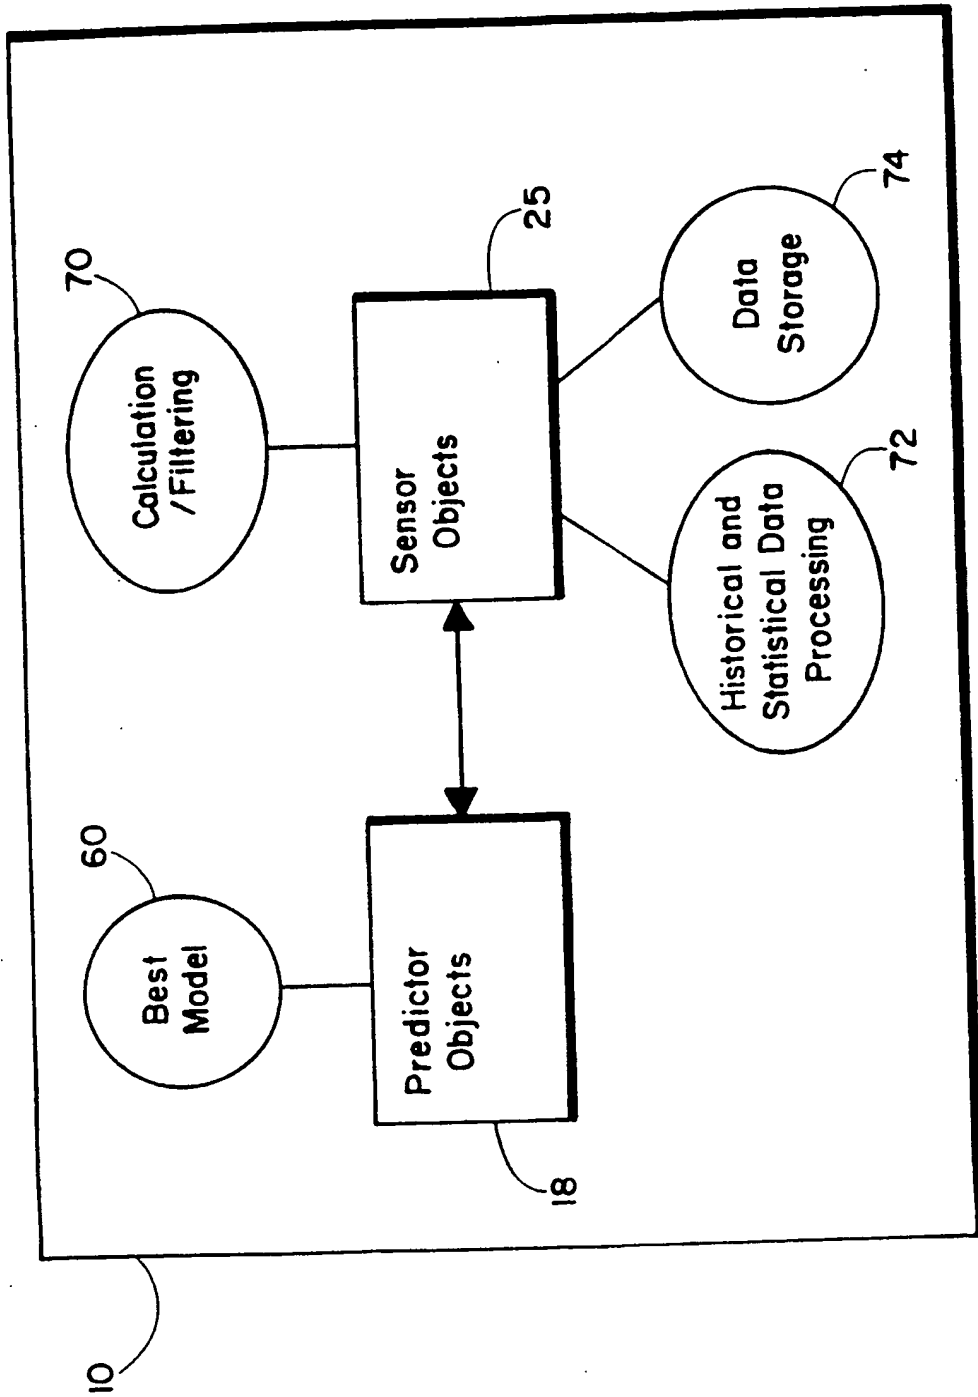 10
60
Best
Model
Predictor
Objects
18
70
Calculation
/Filtering
Sensor
Objects
25
Historical and
Statistical Data
Processing
72
Data
Storage
74